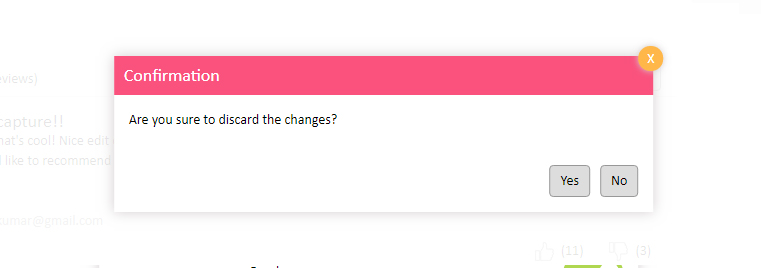 Confirmation
X
Are you sure to discard the changes?
Yes No
eviews)
capture!!
hat's cool! Nice edit
l like to recommend
kumar@gmail.com
(11) (3)